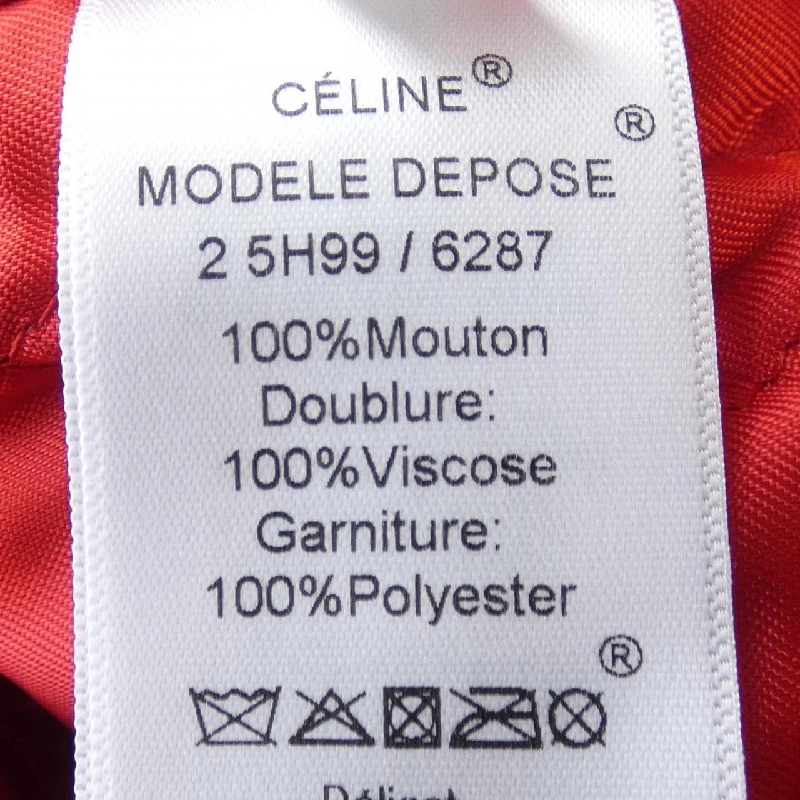 CÉLINE®
MODELE DEPOSE®
2 5H99 / 6287
100%Mouton
Doublure:
100%Viscose
Garniture:
100%Polyester
®